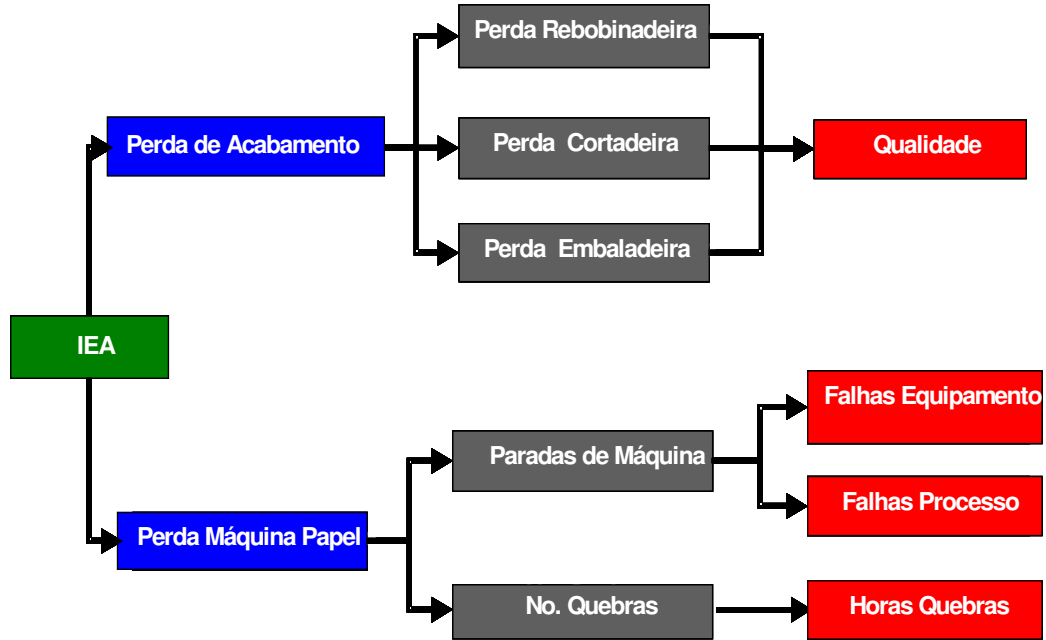 Perda Rebobinadeira
Perda de Acabamento
Perda Cortadeira
Qualidade
Perda Embaladeira
IEA
Falhas Equipamento
Paradas de Máquina
Falhas Processo
Perda Máquina Papel
No. Quebras
Horas Quebras